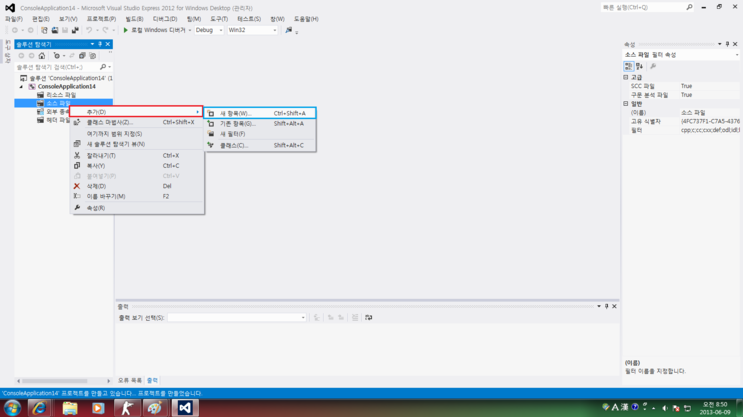 ConsoleApplication14 - Microsoft Visual Studio Express 2012 for Windows Desktop (관리자)
빠른 실행(Ctrl+Q)
파일(F) 편집(E) 보기(V) 프로젝트(P) 빌드(B) 디버그(D) 팀(M) 도구(T) 테스트(S) 창(W) 도움말(H)
로컬 Windows 디버거 Debug Win32
솔루션 탐색기
솔루션 탐색기 검색(Ctrl+;)
솔루션 'ConsoleApplication14' (1
ConsoleApplication14
리소스 파일
소스 파일
외부 종속
헤더 파일
추가(D)
클래스 마법사(Z)... Ctrl+Shift+X
여기까지 범위 지정(S)
새 솔루션 탐색기 뷰(N)
잘라내기(T) Ctrl+X
복사(Y) Ctrl+C
붙여넣기(P) Ctrl+V
삭제(D) Del
이름 바꾸기(M) F2
속성(R)
새 항목(W)... Ctrl+Shift+A
기존 항목(G)... Shift+Alt+A
새 필터(F)
클래스(C)... Shift+Alt+C
속성
소스 파일 필터 속성
고급
SCC 파일 True
구문 분석 파일 True
일반
(이름) 소스 파일
고유 식별자 {4FC737F1-C7A5-4376
필터 cpp;c;cc;cxx;def;odl;idl;
(이름)
필터 이름을 지정합니다.
출력
출력 보기 선택(S):
오류 목록 출력
'ConsoleApplication14' 프로젝트를 만들고 있습니다... 프로젝트를 만들었습니다.
A 漢
오전 8:50
2013-06-09